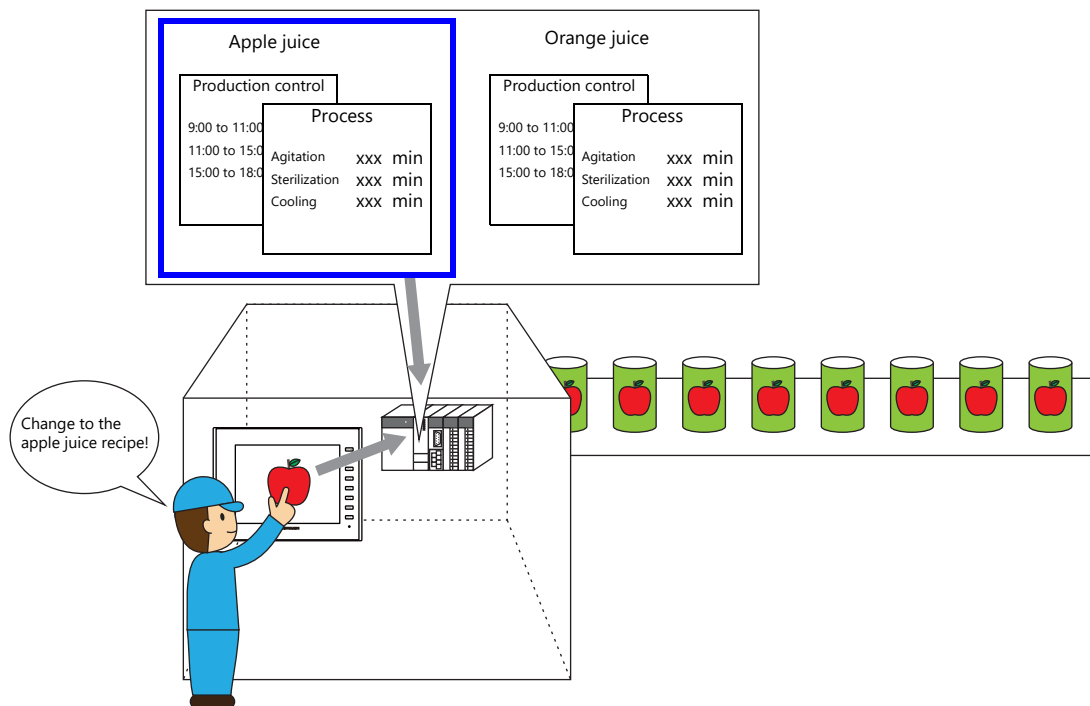 Apple juice
Production control
9:00 to 11:00
11:00 to 15:0
15:00 to 18:0
Process
Agitation xxx min
Sterilization xxx min
Cooling xxx min
Orange juice
Production control
9:00 to 11:00
11:00 to 15:0
15:00 to 18:0
Process
Agitation xxx min
Sterilization xxx min
Cooling xxx min
Change to the
apple juice recipe!